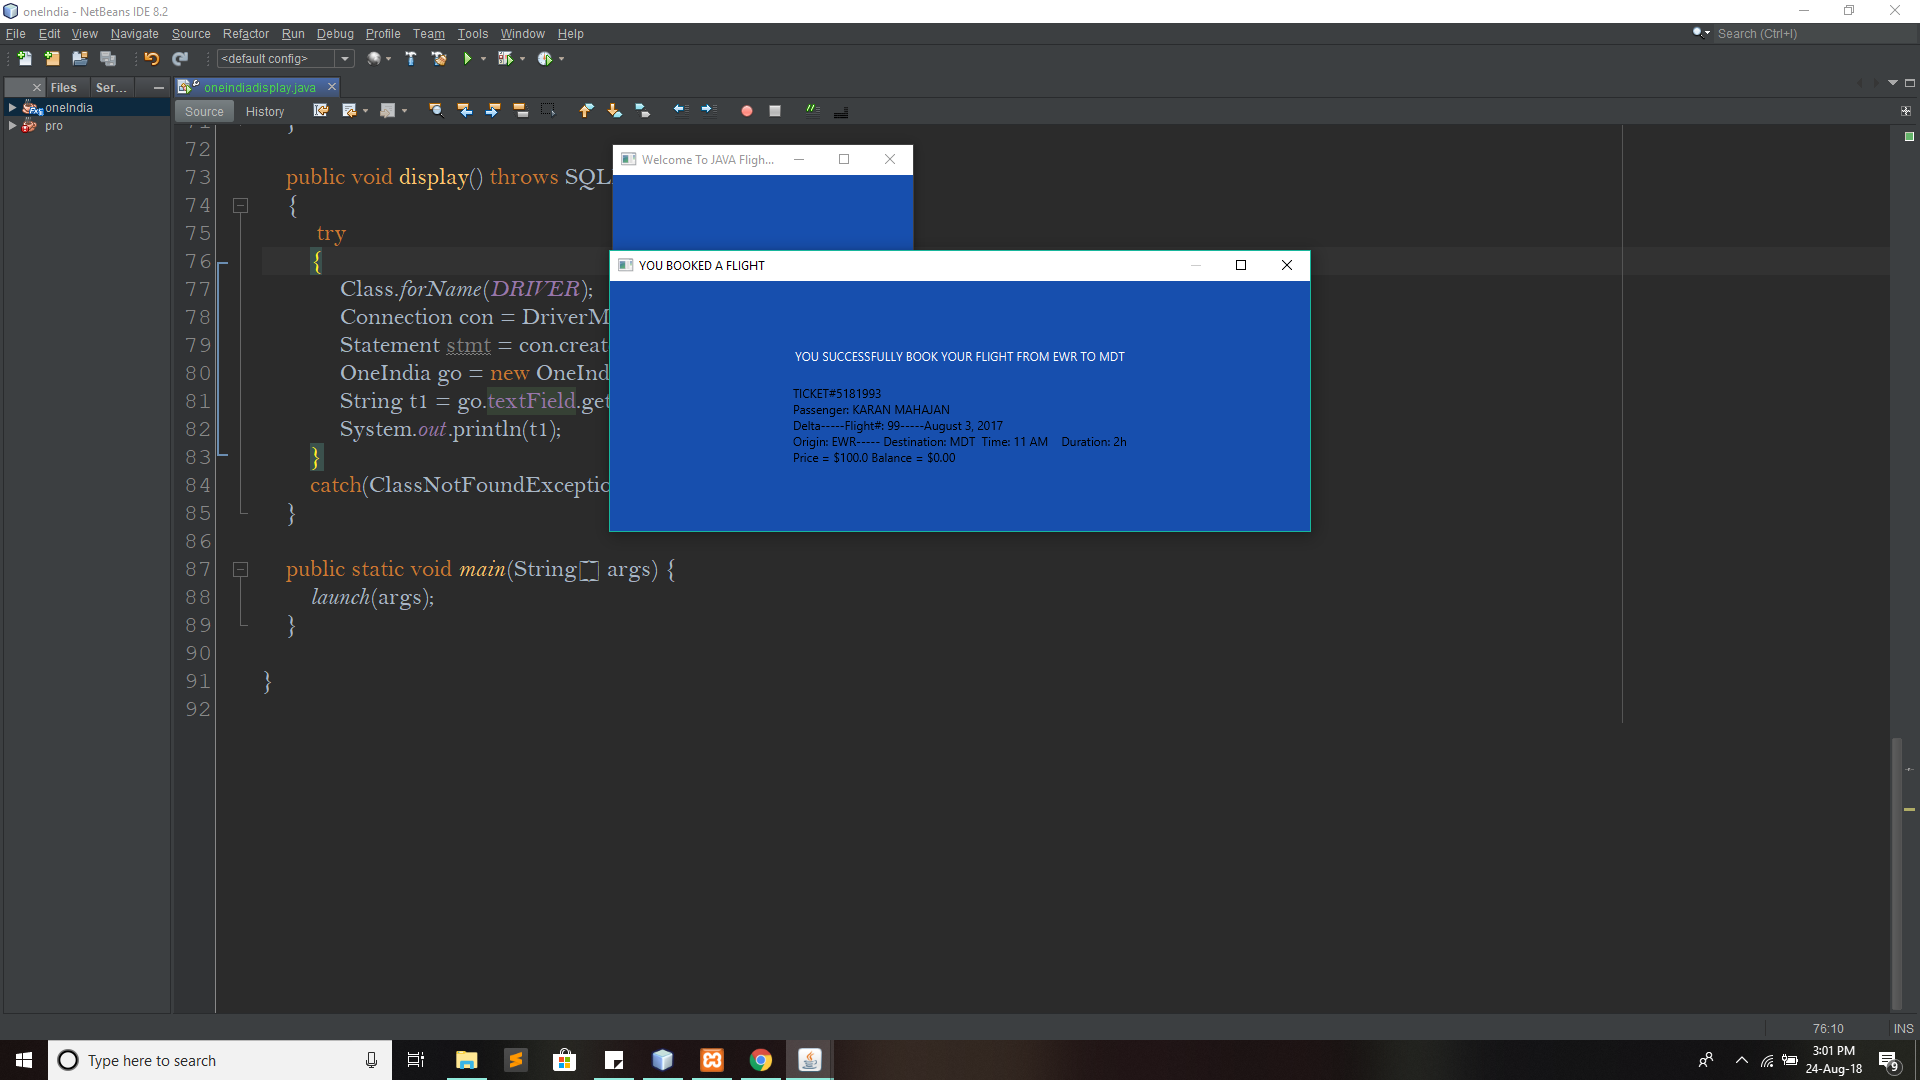 oneIndia - NetBeans IDE 8.2
File Edit View Navigate Source Refactor Run Debug Profile Team Tools Window Help
Search (Ctrl+I)
<default config>
Files Ser...
oneindiadisplay.java
oneIndia
pro
Source History
71 }
72
73 public void display() throws SQL
74 {
75 try
76 {
77 Class.forName(DRIVER);
78 Connection con = DriverM
79 Statement stmt = con.creat
80 OneIndia go = new OneInd
81 String t1 = go.textField.get
82 System.out.println(t1);
83 }
84 catch(ClassNotFoundExceptio
85 }
86
87 public static void main(String[] args) {
88 launch(args);
89 }
90
91 }
92
Welcome To JAVA Fligh...
YOU BOOKED A FLIGHT
YOU SUCCESSFULLY BOOK YOUR FLIGHT FROM EWR TO MDT
TICKET#5181993
Passenger: KARAN MAHAJAN
Delta-----Flight#: 99-----August 3, 2017
Origin: EWR----- Destination: MDT Time: 11 AM Duration: 2h
Price = $100.0 Balance = $0.00
76:10 INS
Type here to search
3:01 PM
24-Aug-18
9